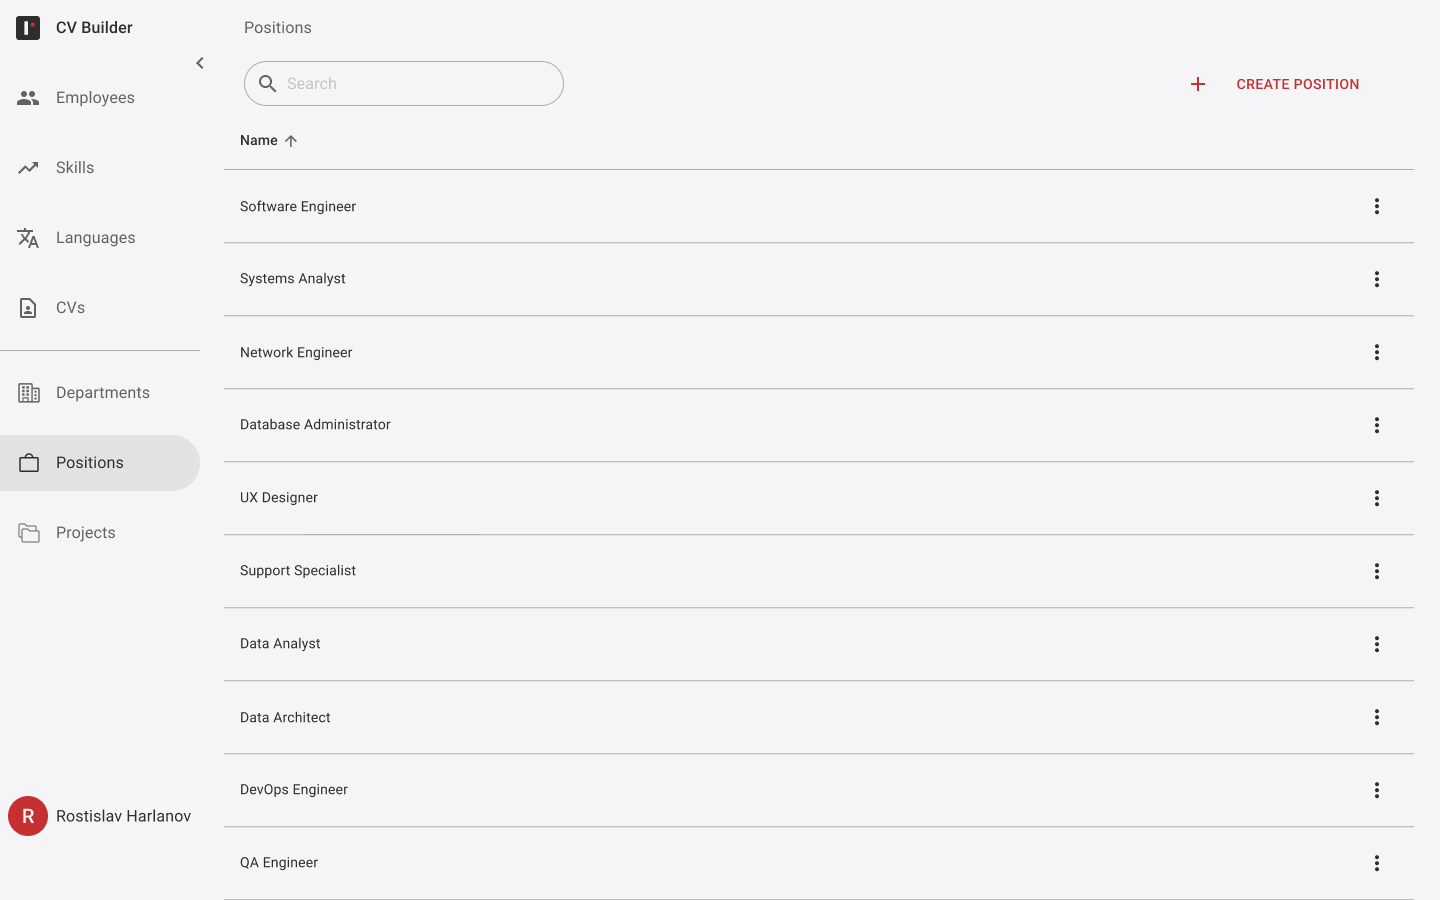 CV Builder
Employees
Skills
Languages
CVs
Departments
Positions
Projects
R
Rostislav Harlanov
Positions
Search
CREATE POSITION
Name
Software Engineer
Systems Analyst
Network Engineer
Database Administrator
UX Designer
Support Specialist
Data Analyst
Data Architect
DevOps Engineer
QA Engineer